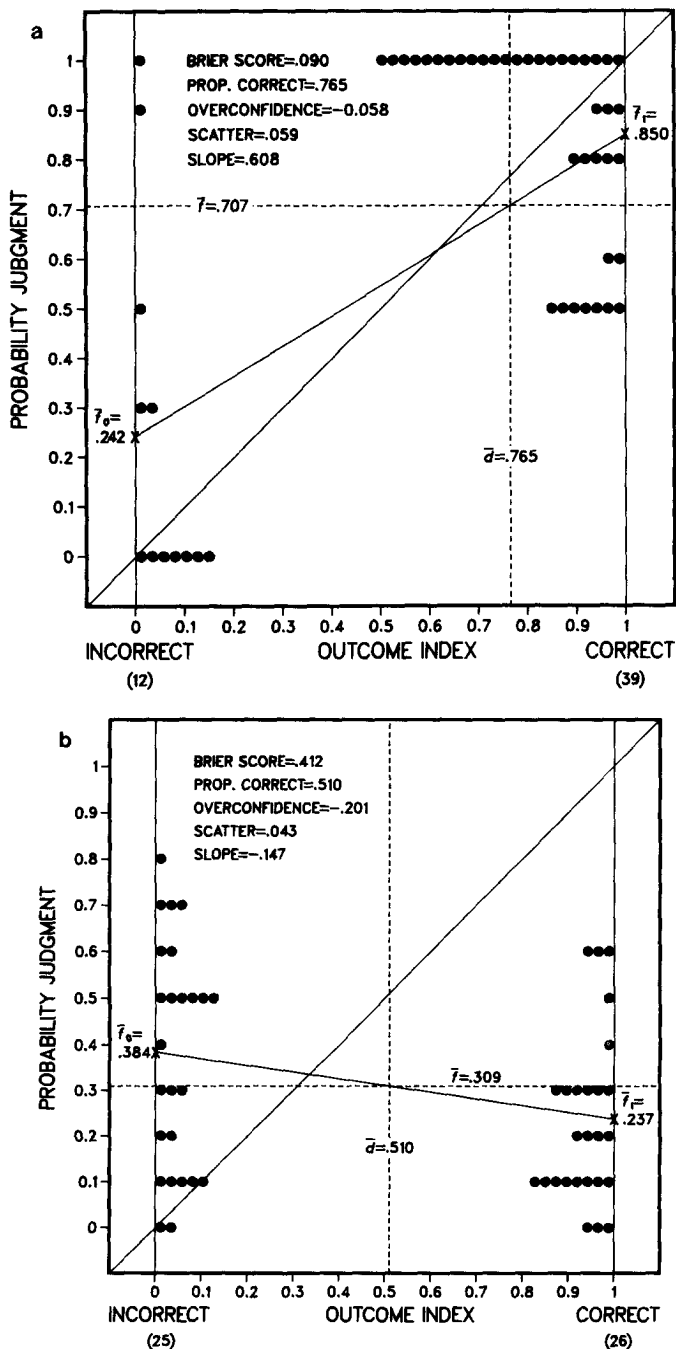 a
BRIER SCORE=.090
PROP. CORRECT=.765
OVERCONFIDENCE=-0.058
SCATTER=.059
SLOPE=.608
PROBABILITY JUBGMENT
1
0.9
0.8
0.7
0.6
0.5
0.4
0.3
0.2
0.1
0
f̄₁=
.850
f̄=.707
f̄₀=
.242
d̄=.765
0 0.1 0.2 0.3 0.4 0.5 0.6 0.7 0.8 0.9 1
INCORRECT OUTCOME INDEX CORRECT
(12) (39)
b
BRIER SCORE=.412
PROP. CORRECT=.510
OVERCONFIDENCE=-.201
SCATTER=.043
SLOPE=-.147
PROBABILITY JUDGMENT
1
0.9
0.8
0.7
0.6
0.5
0.4
0.3
0.2
0.1
0
f̄₀=
.384
f̄=.309
f̄₁=
.237
d̄=.510
0 0.1 0.2 0.3 0.4 0.5 0.6 0.7 0.8 0.9 1
INCORRECT OUTCOME INDEX CORRECT
(25) (26)